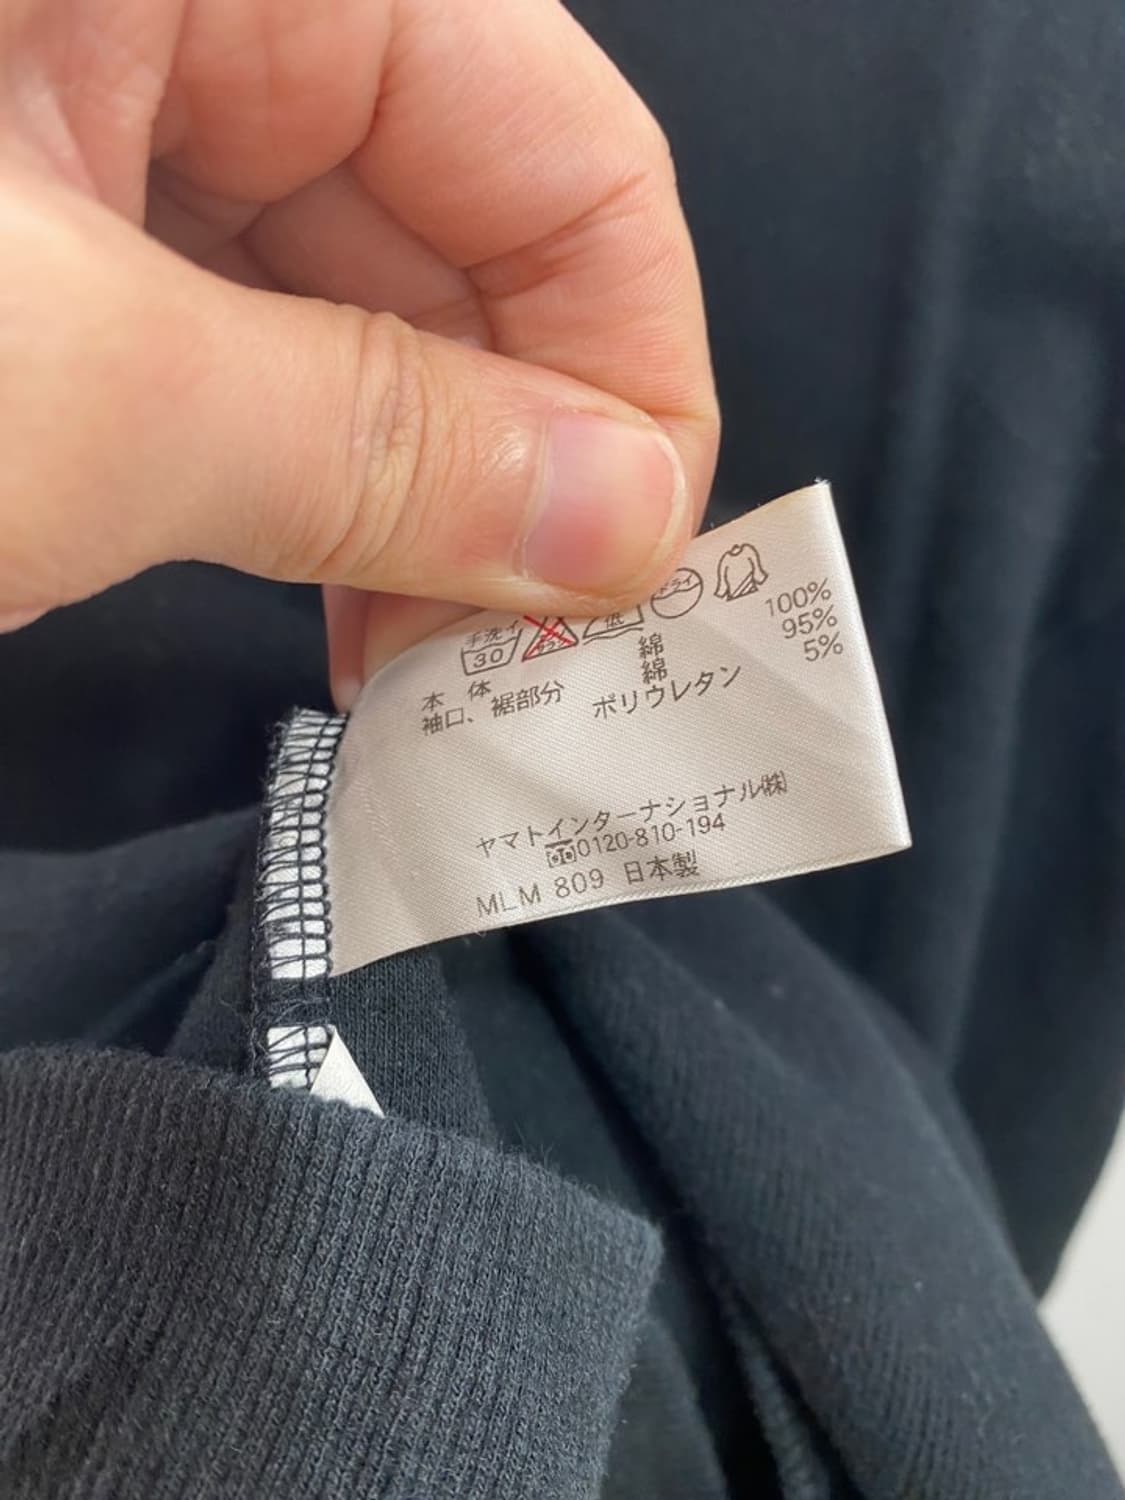 手洗イ 30 低 ドライ
本体 綿 100%
袖口、裾部分 綿 95%
ポリウレタン 5%
ヤマトインターナショナル㈱
0120-810-194
MLM 809 日本製